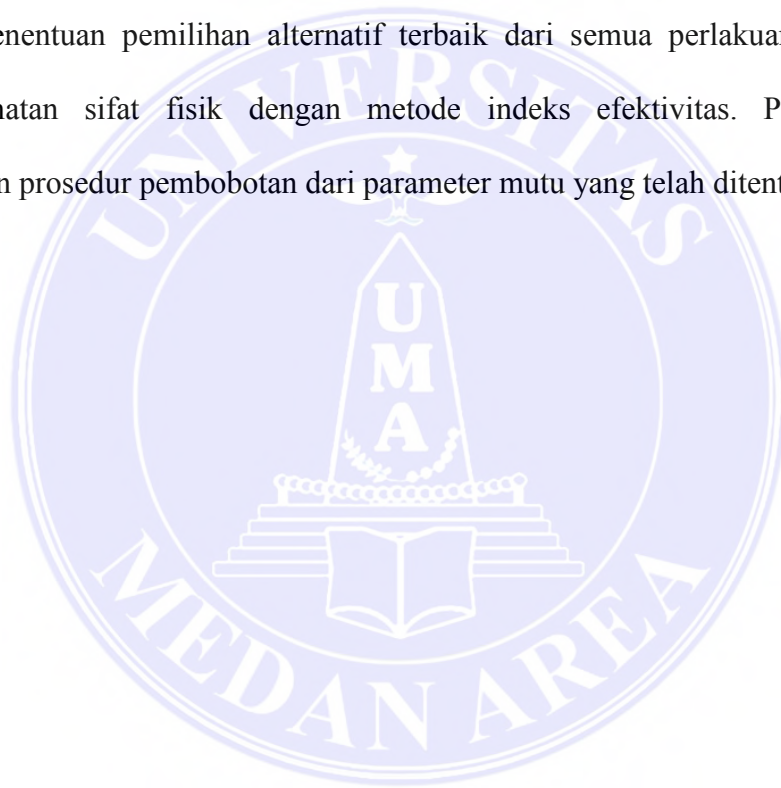 enentuan pemilihan alternatif terbaik dari semua perlakuan
natan sifat fisik dengan metode indeks efektivitas. P
n prosedur pembobotan dari parameter mutu yang telah ditent
UNIVERSITAS
U
M
A
MEDAN AREA